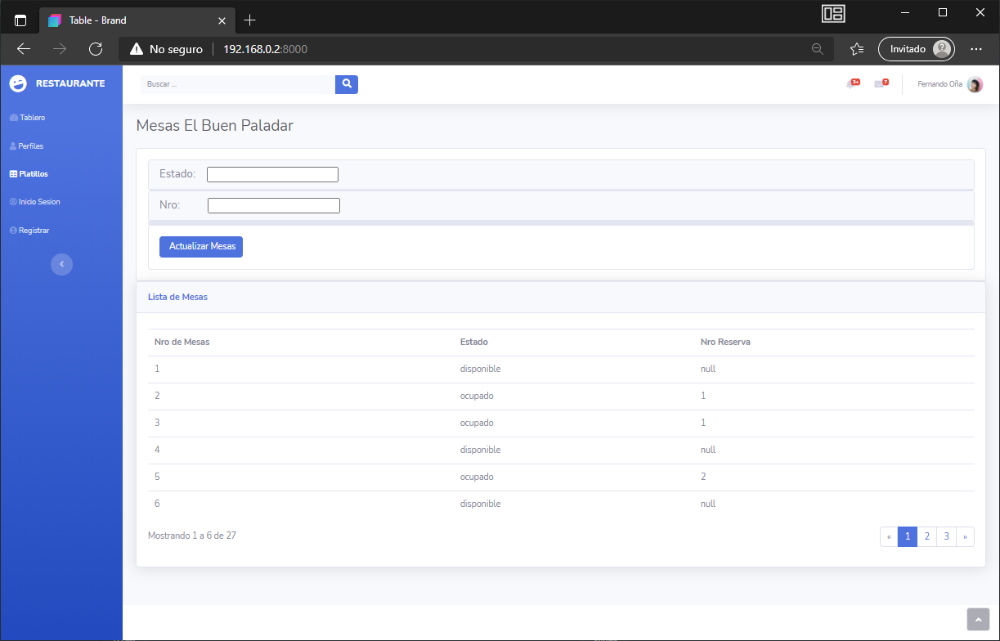 Table - Brand
No seguro
192.168.0.2:8000
Invitado
RESTAURANTE
Tablero
Perfiles
Platillos
Inicio Sesion
Registrar
Buscar ...
3+
7
Fernando Oña
Mesas El Buen Paladar
Estado:
Nro:
Actualizar Mesas
Lista de Mesas
Nro de Mesas Estado Nro Reserva
1 disponible null
2 ocupado 1
3 ocupado 1
4 disponible null
5 ocupado 2
6 disponible null
Mostrando 1 a 6 de 27
« 1 2 3 »